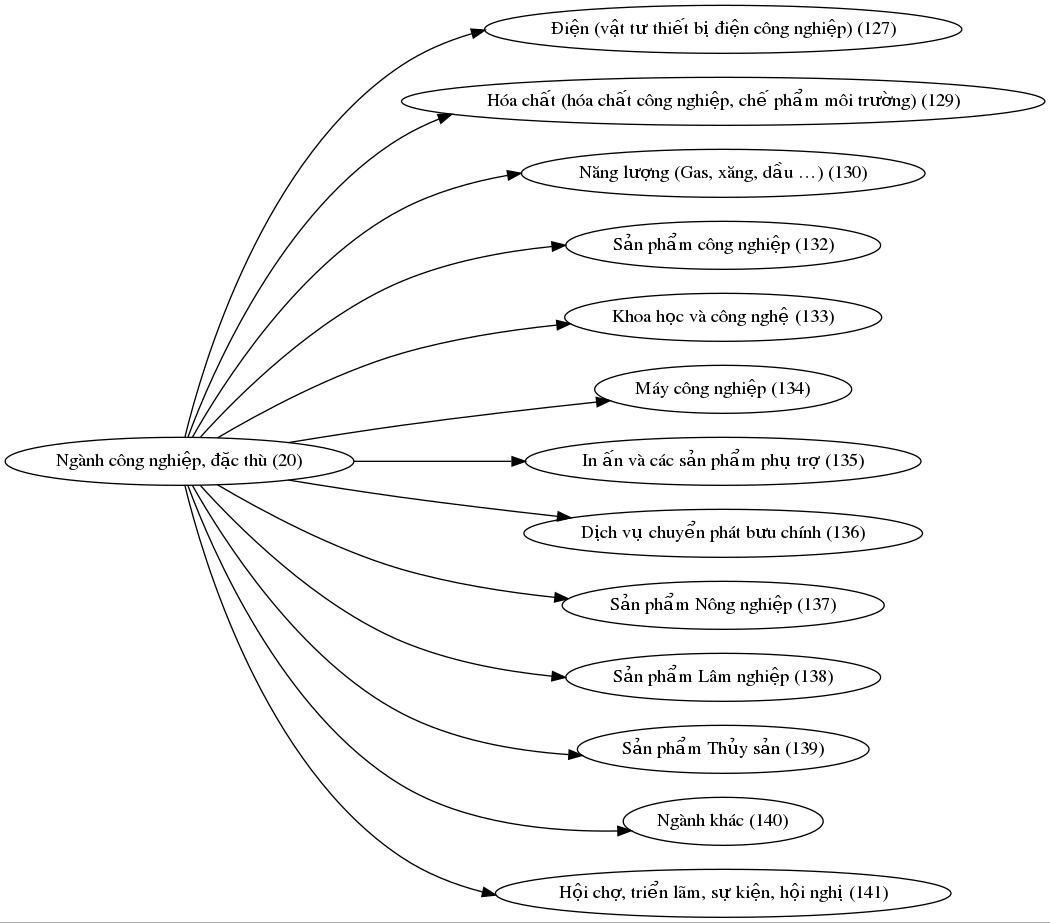 Điện (vật tư thiết bị điện công nghiệp) (127)
Hóa chất (hóa chất công nghiệp, chế phẩm môi trường) (129)
Năng lượng (Gas, xăng, dầu …) (130)
Sản phẩm công nghiệp (132)
Khoa học và công nghệ (133)
Máy công nghiệp (134)
Ngành công nghiệp, đặc thù (20)
In ấn và các sản phẩm phụ trợ (135)
Dịch vụ chuyển phát bưu chính (136)
Sản phẩm Nông nghiệp (137)
Sản phẩm Lâm nghiệp (138)
Sản phẩm Thủy sản (139)
Ngành khác (140)
Hội chợ, triển lãm, sự kiện, hội nghị (141)